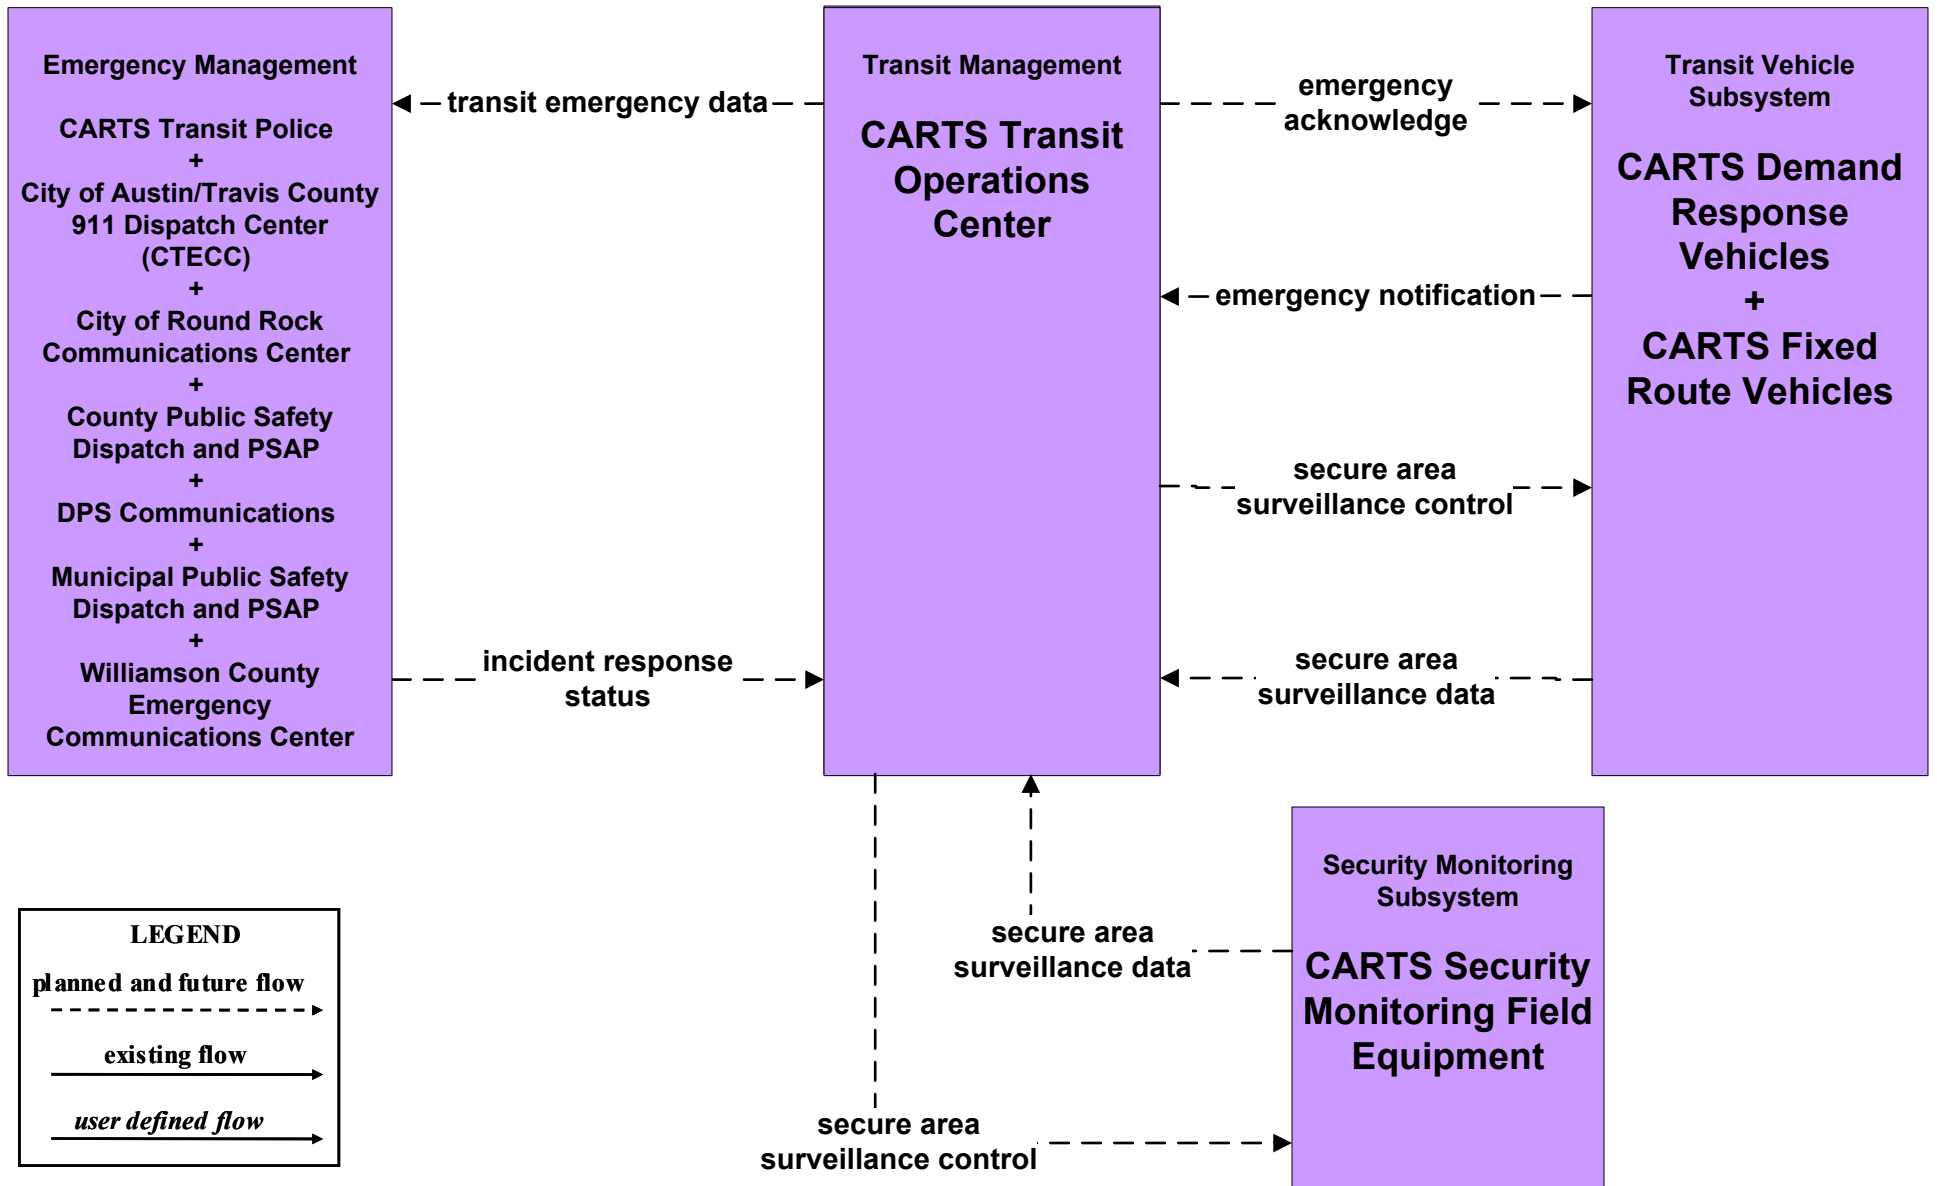 Emergency Management
CARTS Transit Police
+
City of Austin/Travis County
911 Dispatch Center
(CTECC)
+
City of Round Rock
Communications Center
+
County Public Safety
Dispatch and PSAP
+
DPS Communications
+
Municipal Public Safety
Dispatch and PSAP
+
Williamson County
Emergency
Communications Center
transit emergency data
incident response
status
Transit Management
CARTS Transit
Operations
Center
emergency
acknowledge
emergency notification
secure area
surveillance control
secure area
surveillance data
Transit Vehicle
Subsystem
CARTS Demand
Response
Vehicles
+
CARTS Fixed
Route Vehicles
secure area
surveillance data
secure area
surveillance control
Security Monitoring
Subsystem
CARTS Security
Monitoring Field
Equipment
LEGEND
planned and future flow
existing flow
user defined flow